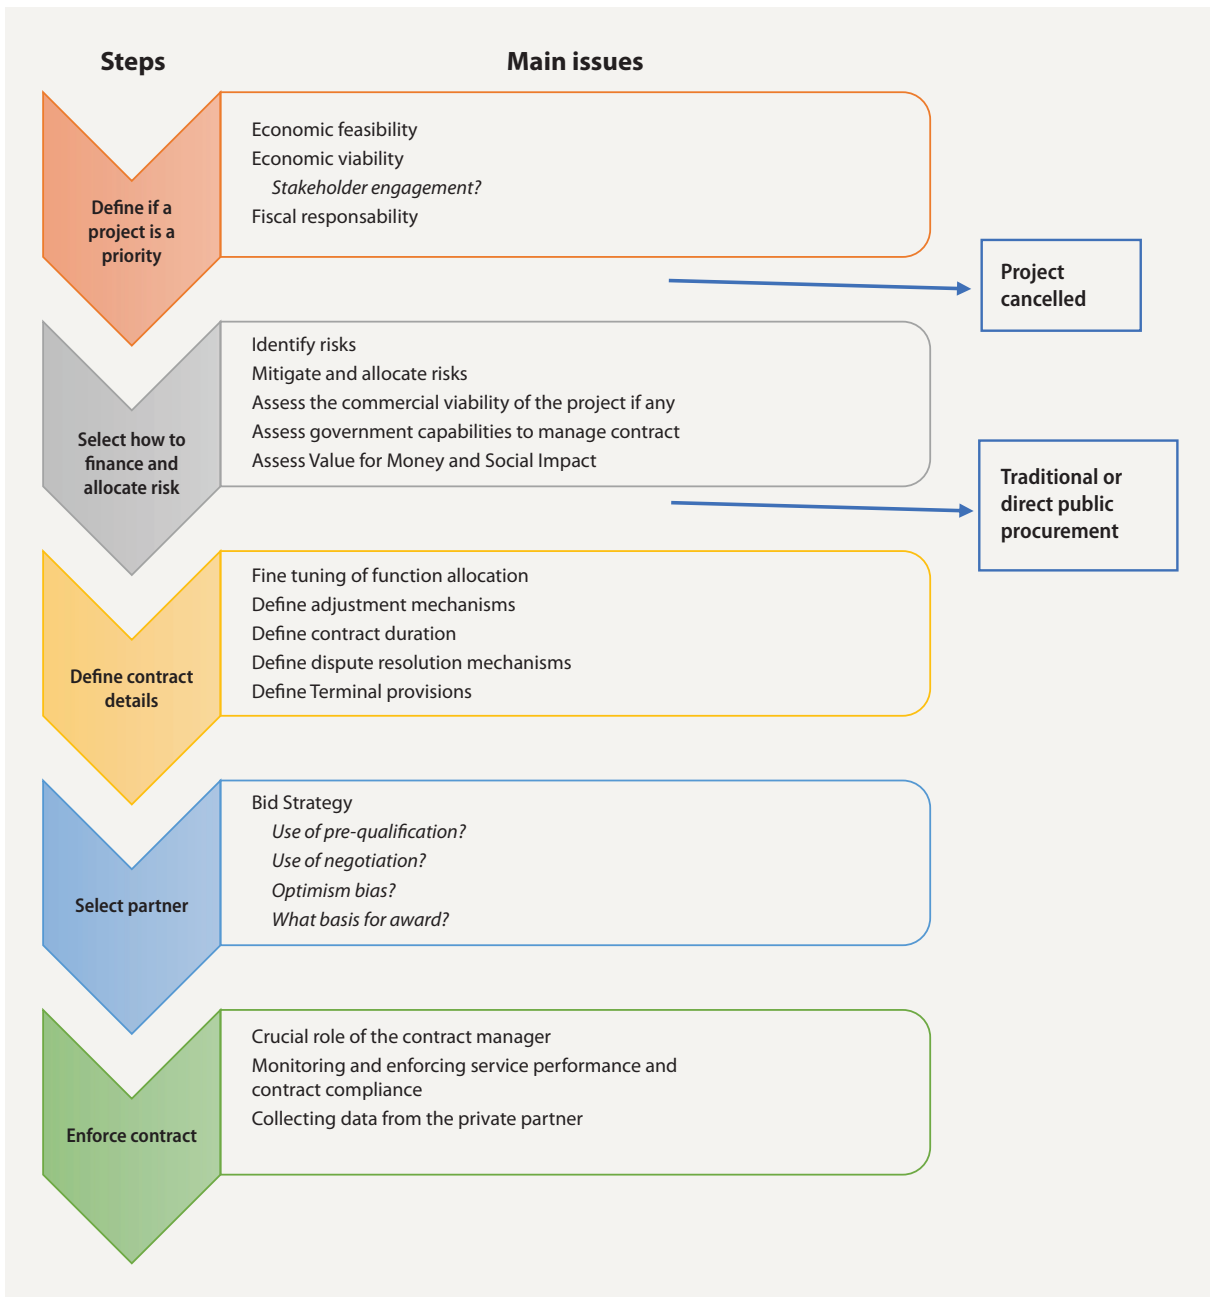 Steps
Main issues
Define if a
project is a
priority
Economic feasibility
Economic viability
Stakeholder engagement?
Fiscal responsability
Project
cancelled
Select how to
finance and
allocate risk
Identify risks
Mitigate and allocate risks
Assess the commercial viability of the project if any
Assess government capabilities to manage contract
Assess Value for Money and Social Impact
Traditional or
direct public
procurement
Define contract
details
Fine tuning of function allocation
Define adjustment mechanisms
Define contract duration
Define dispute resolution mechanisms
Define Terminal provisions
Select partner
Bid Strategy
Use of pre-qualification?
Use of negotiation?
Optimism bias?
What basis for award?
Enforce contract
Crucial role of the contract manager
Monitoring and enforcing service performance and
contract compliance
Collecting data from the private partner